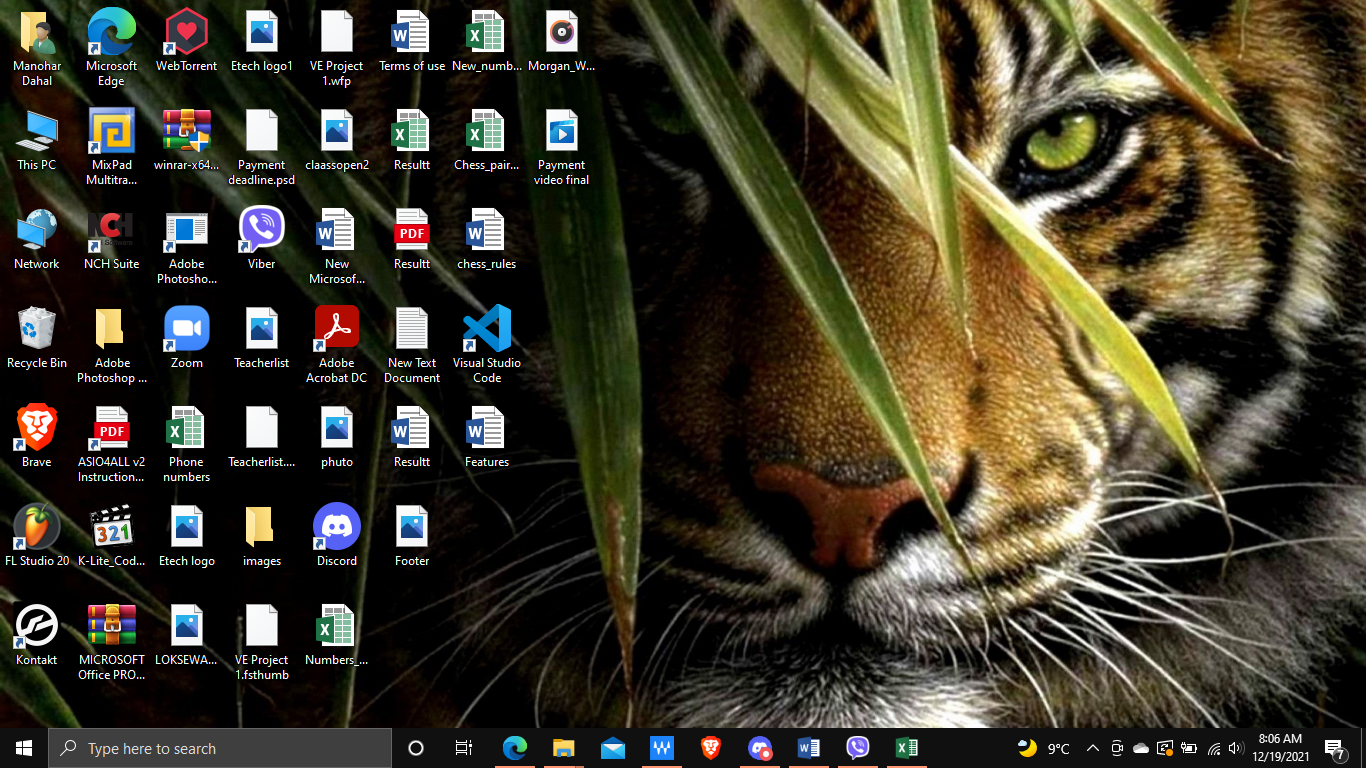 Manohar
Dahal
Microsoft
Edge
WebTorrent
Etech logo1
VE Project
1.wfp
Terms of use
New_numb...
Morgan_W...
This PC
MixPad
Multitra...
winrar-x64...
Payment
deadline.psd
claassopen2
Resultt
Chess_pair...
Payment
video final
Network
NCH Suite
Adobe
Photosho...
Viber
New
Microsof...
PDF
Resultt
chess_rules
Recycle Bin
Adobe
Photoshop ...
Zoom
Teacherlist
Adobe
Acrobat DC
New Text
Document
Visual Studio
Code
Brave
PDF
ASIO4ALL v2
Instruction...
Phone
numbers
Teacherlist....
photo
Resultt
Features
FL Studio 20
321
K-Lite_Cod...
Etech logo
images
Discord
Footer
Kontakt
MICROSOFT
Office PRO...
LOKSEWA...
VE Project
1.fsthumb
Numbers_...
Type here to search
9°C
8:06 AM
12/19/2021
7